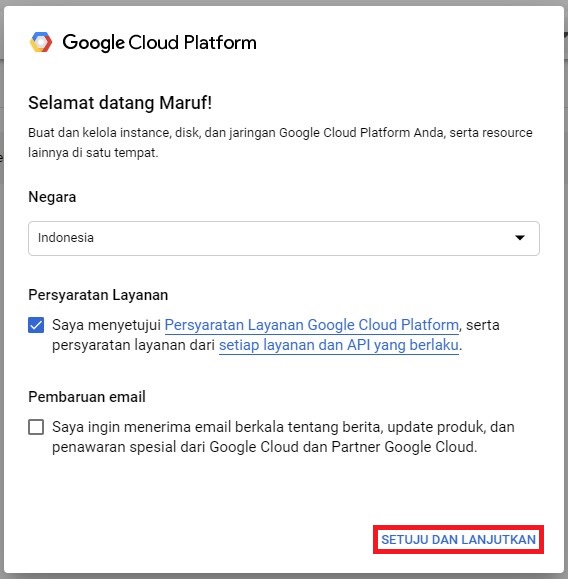 Google Cloud Platform
Selamat datang Maruf!
Buat dan kelola instance, disk, dan jaringan Google Cloud Platform Anda, serta resource
lainnya di satu tempat.
Negara
Indonesia
Persyaratan Layanan
Saya menyetujui Persyaratan Layanan Google Cloud Platform, serta
persyaratan layanan dari setiap layanan dan API yang berlaku.
Pembaruan email
Saya ingin menerima email berkala tentang berita, update produk, dan
penawaran spesial dari Google Cloud dan Partner Google Cloud.
SETUJU DAN LANJUTKAN